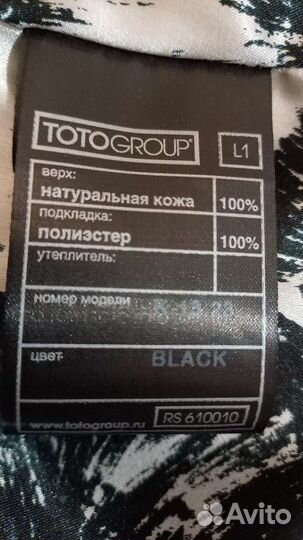 TOTOGROUP® L1
верх:
натуральная кожа 100%
подкладка:
полиэстер 100%
утеплитель:
номер модели
цвет BLACK
www.totogroup.ru RS 610010
Avito